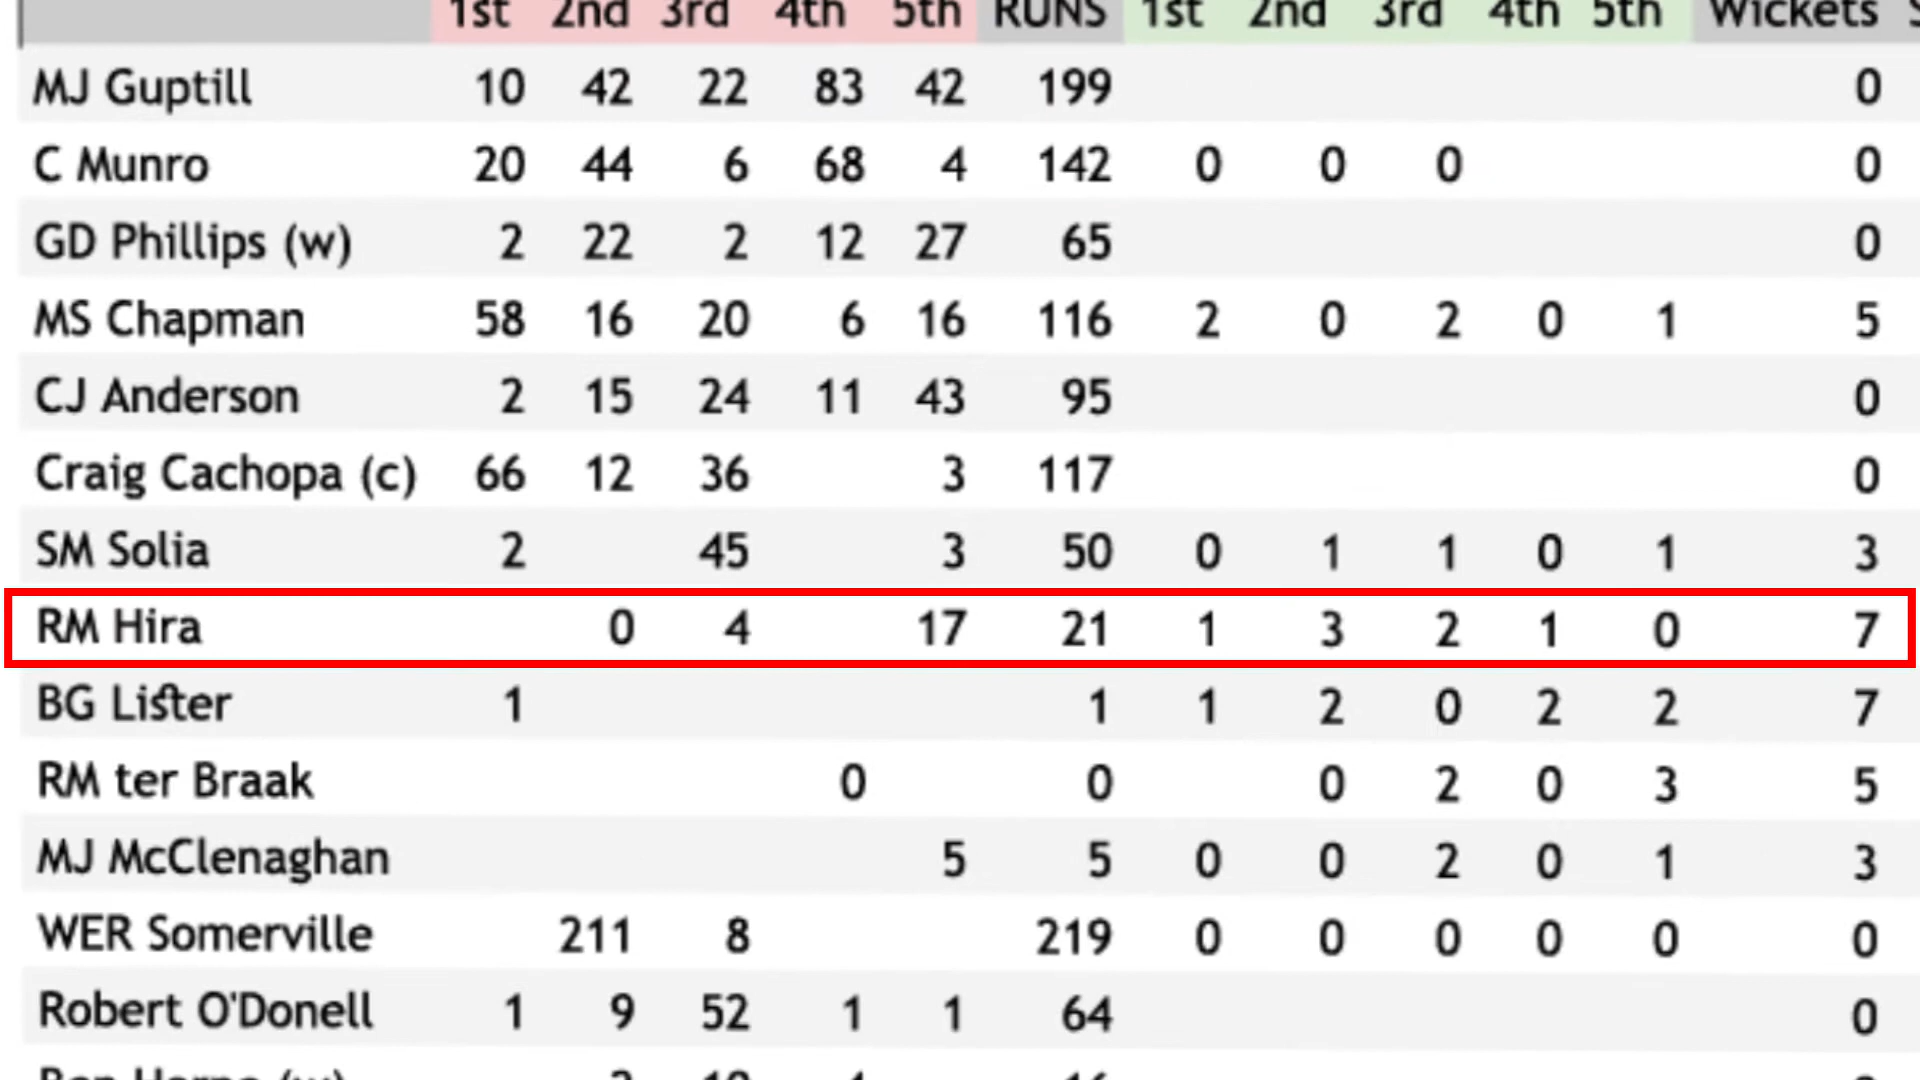 1st 2nd 3rd 4th 5th RUNS 1st 2nd 3rd 4th 5th Wickets
MJ Guptill 10 42 22 83 42 199 0
C Munro 20 44 6 68 4 142 0 0 0 0
GD Phillips (w) 2 22 2 12 27 65 0
MS Chapman 58 16 20 6 16 116 2 0 2 0 1 5
CJ Anderson 2 15 24 11 43 95 0
Craig Cachopa (c) 66 12 36 3 117 0
SM Solia 2 45 3 50 0 1 1 0 1 3
RM Hira 0 4 17 21 1 3 2 1 0 7
BG Lister 1 1 1 2 0 2 2 7
RM ter Braak 0 0 0 2 0 3 5
MJ McClenaghan 5 5 0 0 2 0 1 3
WER Somerville 211 8 219 0 0 0 0 0 0
Robert O'Donell 1 9 52 1 1 64 0